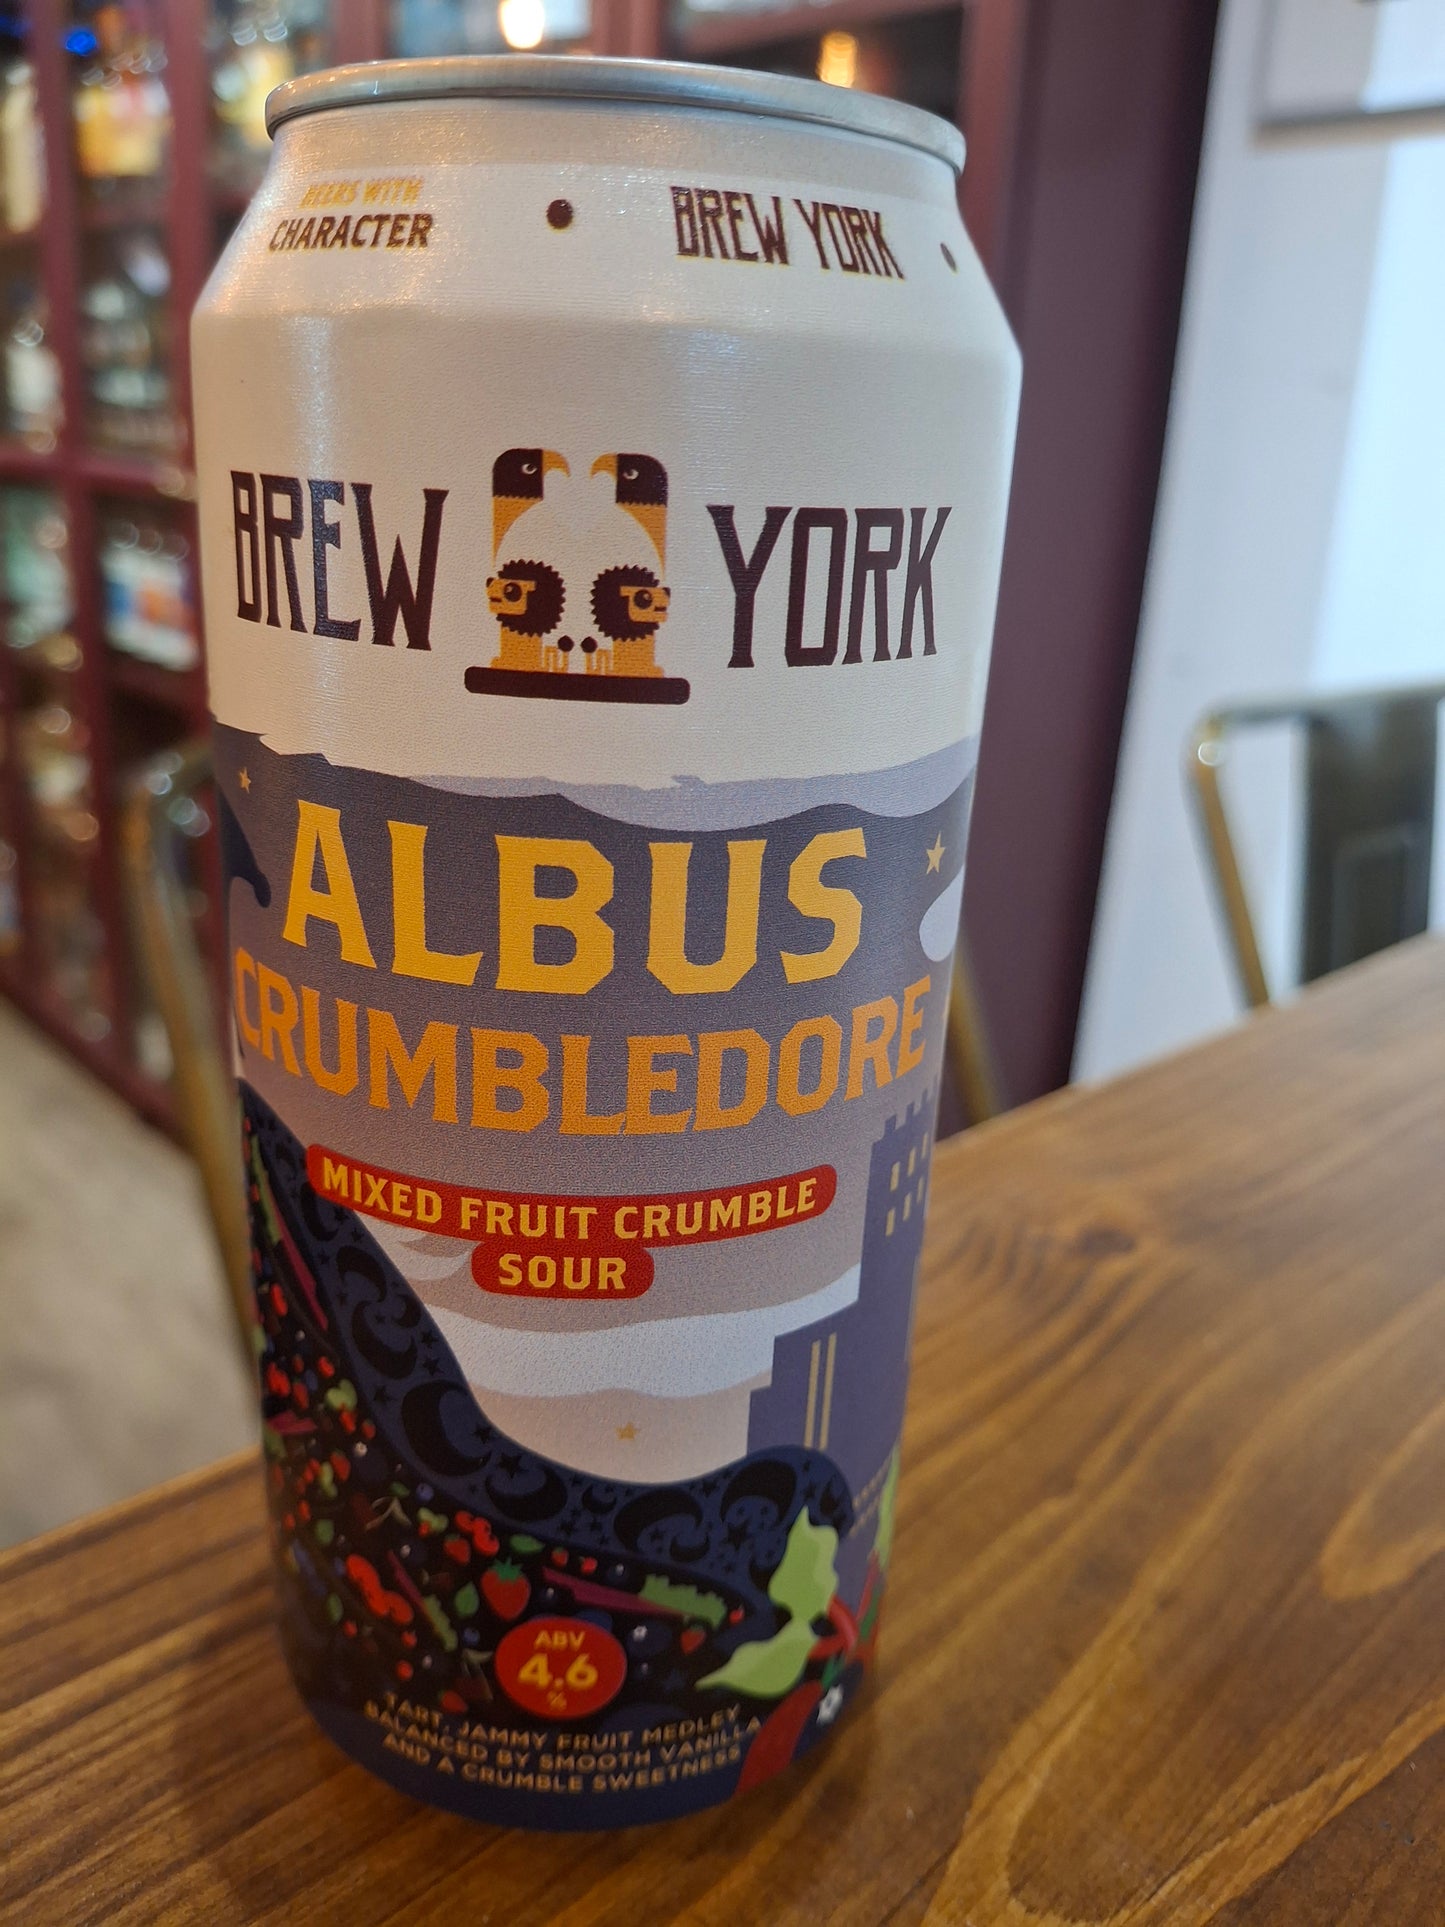 BEERS WITH
CHARACTER
BREW YORK
BREW YORK
ALBUS
CRUMBLEDORE
MIXED FRUIT CRUMBLE
SOUR
ABV
4.6
%
TART, JAMMY FRUIT MEDLEY
BALANCED BY SMOOTH VANILLA
AND A CRUMBLE SWEETNESS